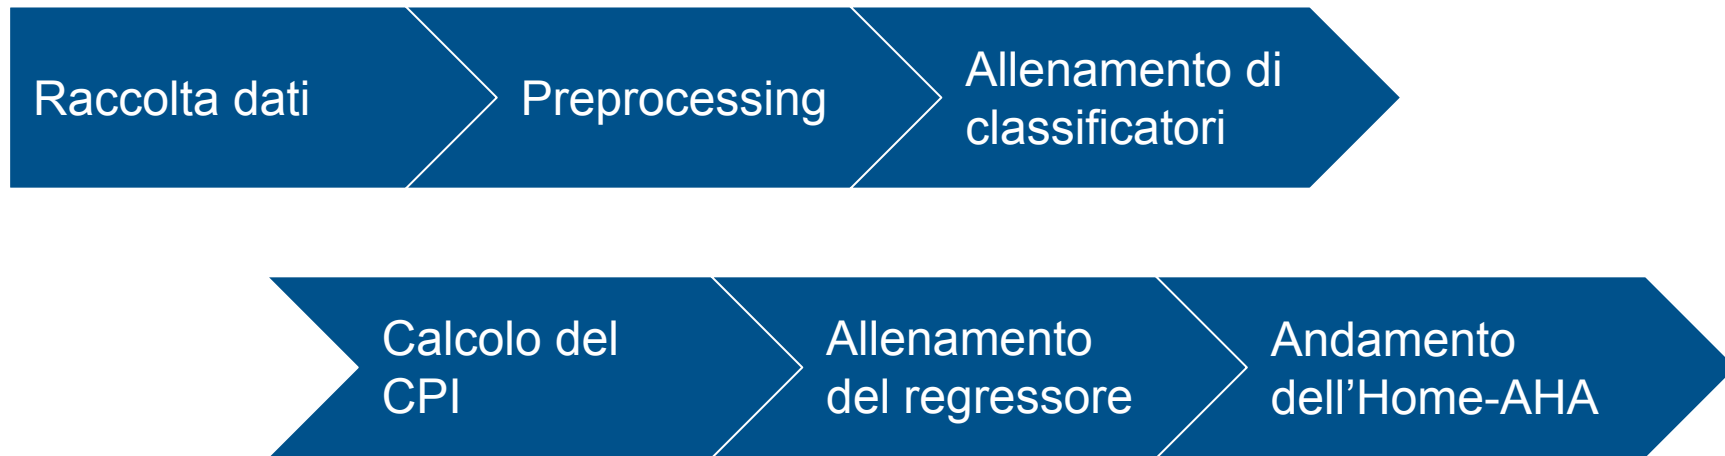 Raccolta dati
Preprocessing
Allenamento di
classificatori
Calcolo del
CPI
Allenamento
del regressore
Andamento
dell’Home-AHA